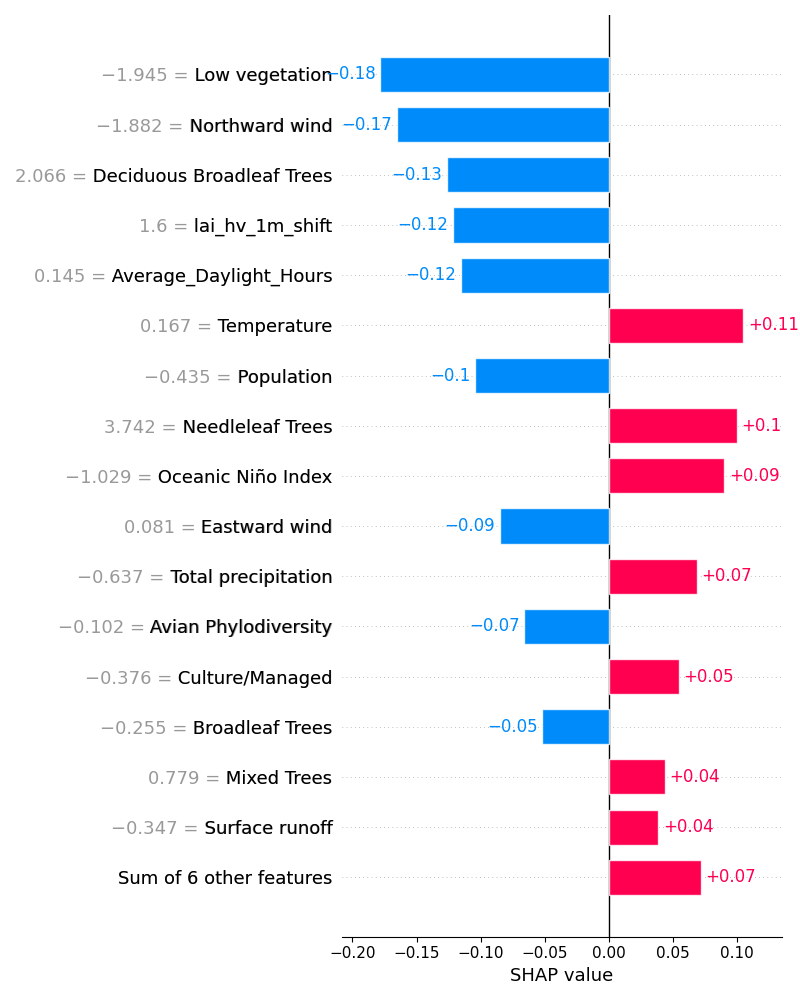 −1.945 = Low vegetation −0.18
−1.882 = Northward wind −0.17
2.066 = Deciduous Broadleaf Trees −0.13
1.6 = lai_hv_1m_shift −0.12
0.145 = Average_Daylight_Hours −0.12
0.167 = Temperature +0.11
−0.435 = Population −0.1
3.742 = Needleleaf Trees +0.1
−1.029 = Oceanic Niño Index +0.09
0.081 = Eastward wind −0.09
−0.637 = Total precipitation +0.07
−0.102 = Avian Phylodiversity −0.07
−0.376 = Culture/Managed +0.05
−0.255 = Broadleaf Trees −0.05
0.779 = Mixed Trees +0.04
−0.347 = Surface runoff +0.04
Sum of 6 other features +0.07
−0.20 −0.15 −0.10 −0.05 0.00 0.05 0.10
SHAP value